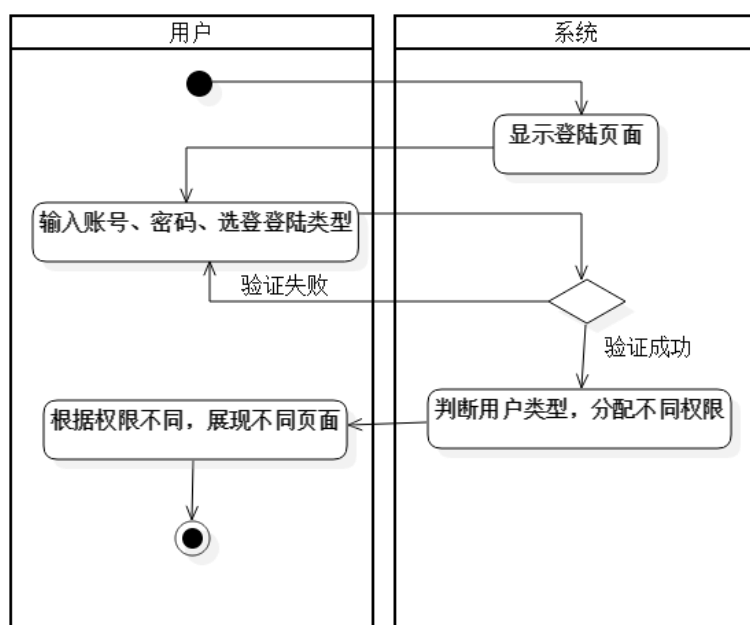 用户
系统
显示登陆页面
输入账号、密码、选登登陆类型
验证失败
验证成功
判断用户类型，分配不同权限
根据权限不同，展现不同页面